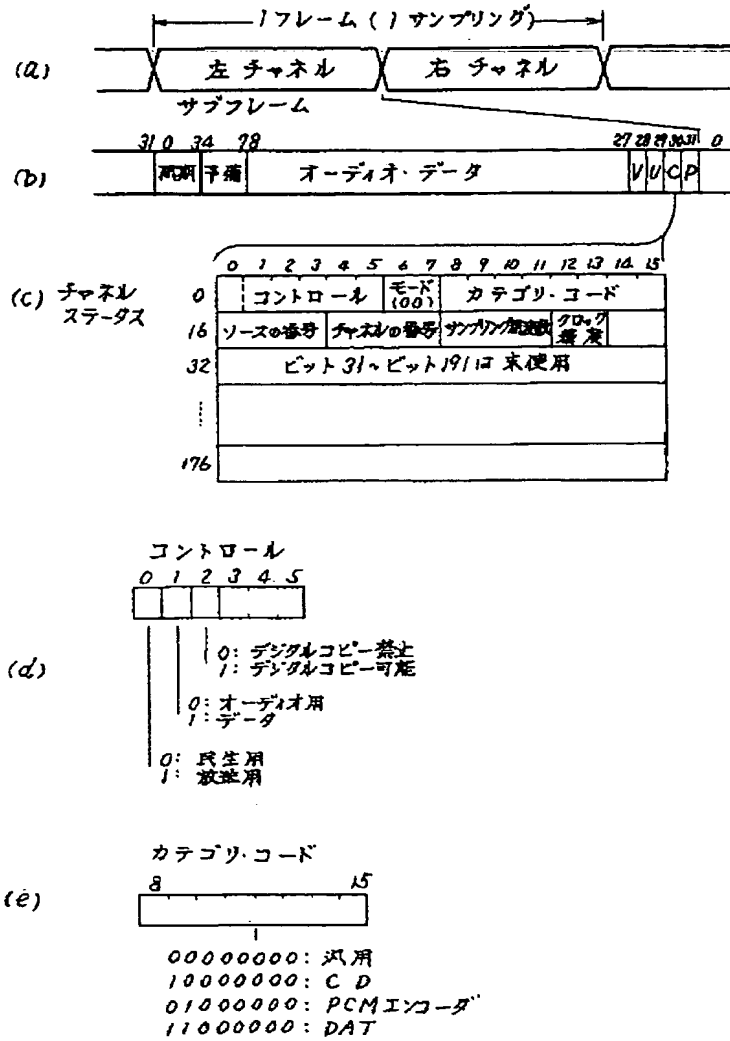 1フレーム (1サンプリング)
(a) 左チャネル 右チャネル
サブフレーム
31 0 34 78 27 28 29 30 31 0
(b) 同期 予備 オーディオ・データ V U C P
0 1 2 3 4 5 6 7 8 9 10 11 12 13 14 15
(c) チャネルステータス 0 コントロール モード(00) カテゴリ・コード
16 ソースの番号 チャネルの番号 サンプリング周波数 クロック精度
32 ビット31~ビット191は未使用
176
コントロール
0 1 2 3 4 5
(d)
0: デジタルコピー禁止
1: デジタルコピー可能
0: オーディオ用
1: データ
0: 民生用
1: 放送用
カテゴリ・コード
8 15
(e)
00000000: 汎用
10000000: CD
01000000: PCMエンコーダ
11000000: DAT